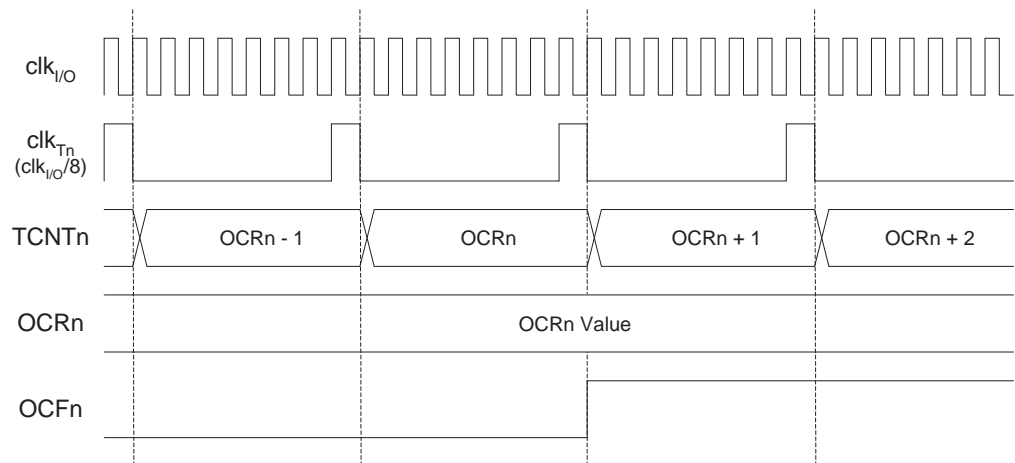 clkI/O
clkTn
(clkI/O/8)
TCNTn OCRn - 1 OCRn OCRn + 1 OCRn + 2
OCRn OCRn Value
OCFn